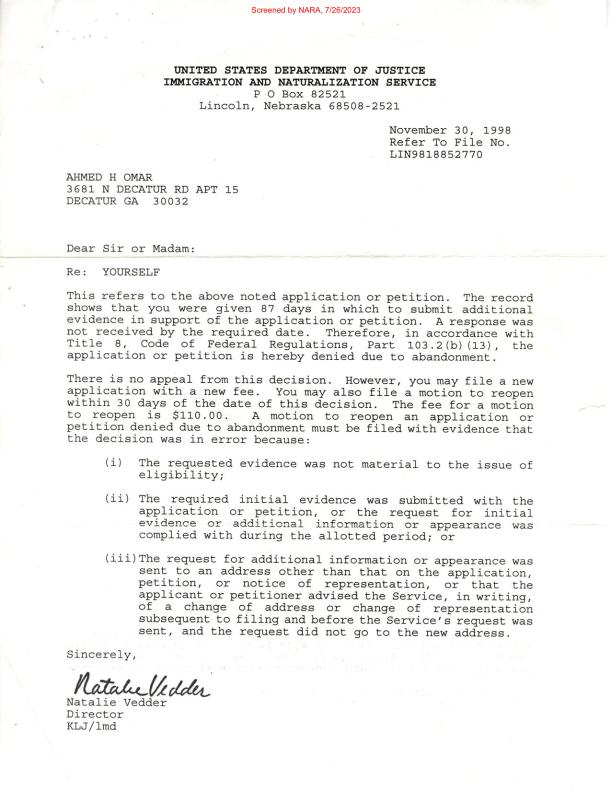 Screened by NARA, 7/26/2023
UNITED STATES DEPARTMENT OF JUSTICE
IMMIGRATION AND NATURALIZATION SERVICE
P O Box 82521
Lincoln, Nebraska 68508-2521
November 30, 1998
Refer To File No.
LIN9818852770
AHMED H OMAR
3681 N DECATUR RD APT 15
DECATUR GA 30032
Dear Sir or Madam:
Re: YOURSELF
This refers to the above noted application or petition. The record
shows that you were given 87 days in which to submit additional
evidence in support of the application or petition. A response was
not received by the required date. Therefore, in accordance with
Title 8, Code of Federal Regulations, Part 103.2(b)(13), the
application or petition is hereby denied due to abandonment.
There is no appeal from this decision. However, you may file a new
application with a new fee. You may also file a motion to reopen
within 30 days of the date of this decision. The fee for a motion
to reopen is $110.00. A motion to reopen an application or
petition denied due to abandonment must be filed with evidence that
the decision was in error because:
(i) The requested evidence was not material to the issue of
eligibility;
(ii) The required initial evidence was submitted with the
application or petition, or the request for initial
evidence or additional information or appearance was
complied with during the allotted period; or
(iii)The request for additional information or appearance was
sent to an address other than that on the application,
petition, or notice of representation, or that the
applicant or petitioner advised the Service, in writing,
of a change of address or change of representation
subsequent to filing and before the Service's request was
sent, and the request did not go to the new address.
Sincerely,
Natalie Vedder
Natalie Vedder
Director
KLJ/lmd